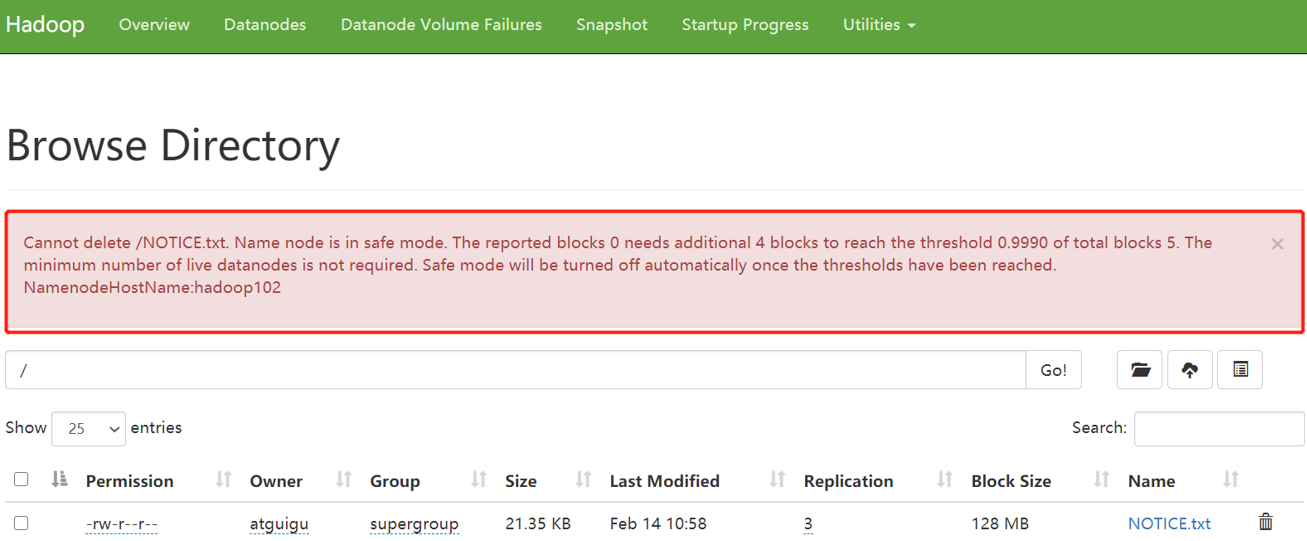 Hadoop Overview Datanodes Datanode Volume Failures Snapshot Startup Progress Utilities
Browse Directory
Cannot delete /NOTICE.txt. Name node is in safe mode. The reported blocks 0 needs additional 4 blocks to reach the threshold 0.9990 of total blocks 5. The
minimum number of live datanodes is not required. Safe mode will be turned off automatically once the thresholds have been reached.
NamenodeHostName:hadoop102
×
/ Go!
Show 25 entries Search:
Permission Owner Group Size Last Modified Replication Block Size Name
-rw-r--r-- atguigu supergroup 21.35 KB Feb 14 10:58 3 128 MB NOTICE.txt